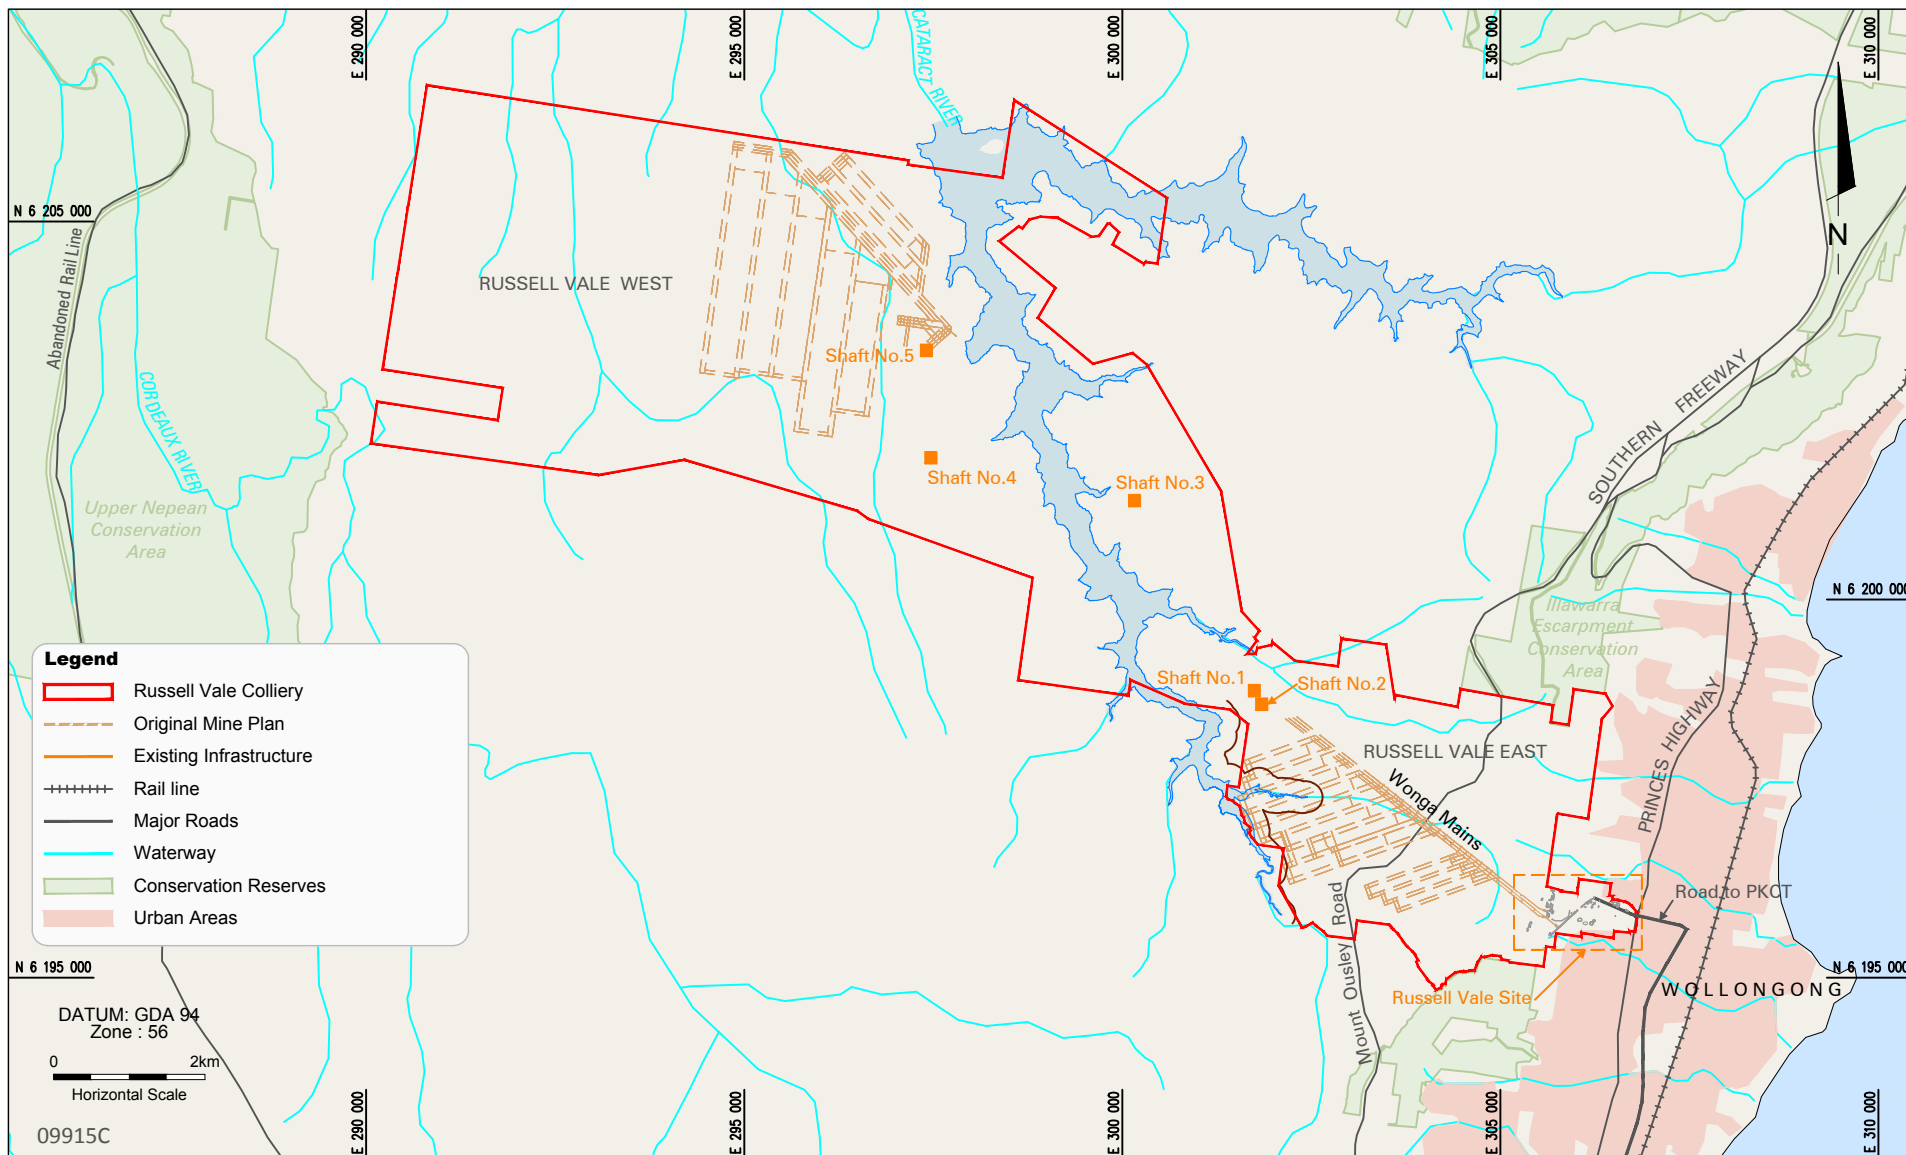 E 290 000
E 295 000
E 300 000
E 305 000
E 310 000
CATARACT RIVER
N 6 205 000
N
Abandoned Rail Line
RUSSELL VALE WEST
Shaft No.5
SOUTHERN FREEWAY
CORDEAUX RIVER
Shaft No.4
Shaft No.3
Upper Nepean
Conservation
Area
N 6 200 000
Illawarra
Escarpment
Conservation
Area
Legend
Russell Vale Colliery
Original Mine Plan
Existing Infrastructure
Rail line
Major Roads
Waterway
Conservation Reserves
Urban Areas
Shaft No.1
Shaft No.2
PRINCES HIGHWAY
RUSSELL VALE EAST
Wonga Mains
Road to PKCT
Mount Ousley Road
N 6 195 000
N 6 195 000
Russell Vale Site
WOLLONGONG
DATUM: GDA 94
Zone : 56
0 2km
Horizontal Scale
09915C
E 290 000
E 295 000
E 300 000
E 305 000
E 310 000